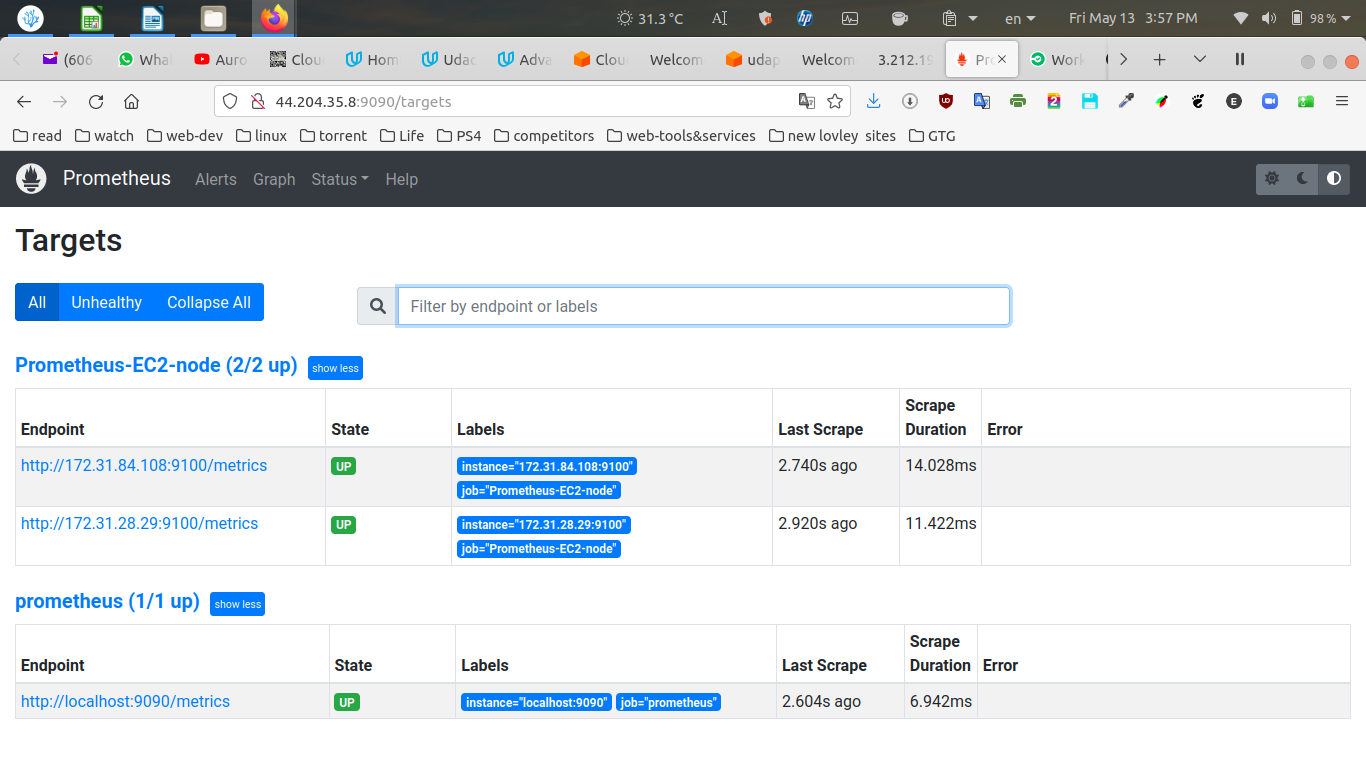 31.3 °C en Fri May 13 3:57 PM 98 %
(606 Wha Auro Clou Hom Udac Adva Clou Welcom udap Welcom 3.212.19 Pr Work
44.204.35.8:9090/targets
read watch web-dev linux torrent Life PS4 competitors web-tools&services new lovley sites GTG
Prometheus Alerts Graph Status Help
Targets
All Unhealthy Collapse All Filter by endpoint or labels
Prometheus-EC2-node (2/2 up) show less
Endpoint State Labels Last Scrape Scrape Duration Error
http://172.31.84.108:9100/metrics UP instance="172.31.84.108:9100" 2.740s ago 14.028ms
job="Prometheus-EC2-node"
http://172.31.28.29:9100/metrics UP instance="172.31.28.29:9100" 2.920s ago 11.422ms
job="Prometheus-EC2-node"
prometheus (1/1 up) show less
Endpoint State Labels Last Scrape Scrape Duration Error
http://localhost:9090/metrics UP instance="localhost:9090" job="prometheus" 2.604s ago 6.942ms